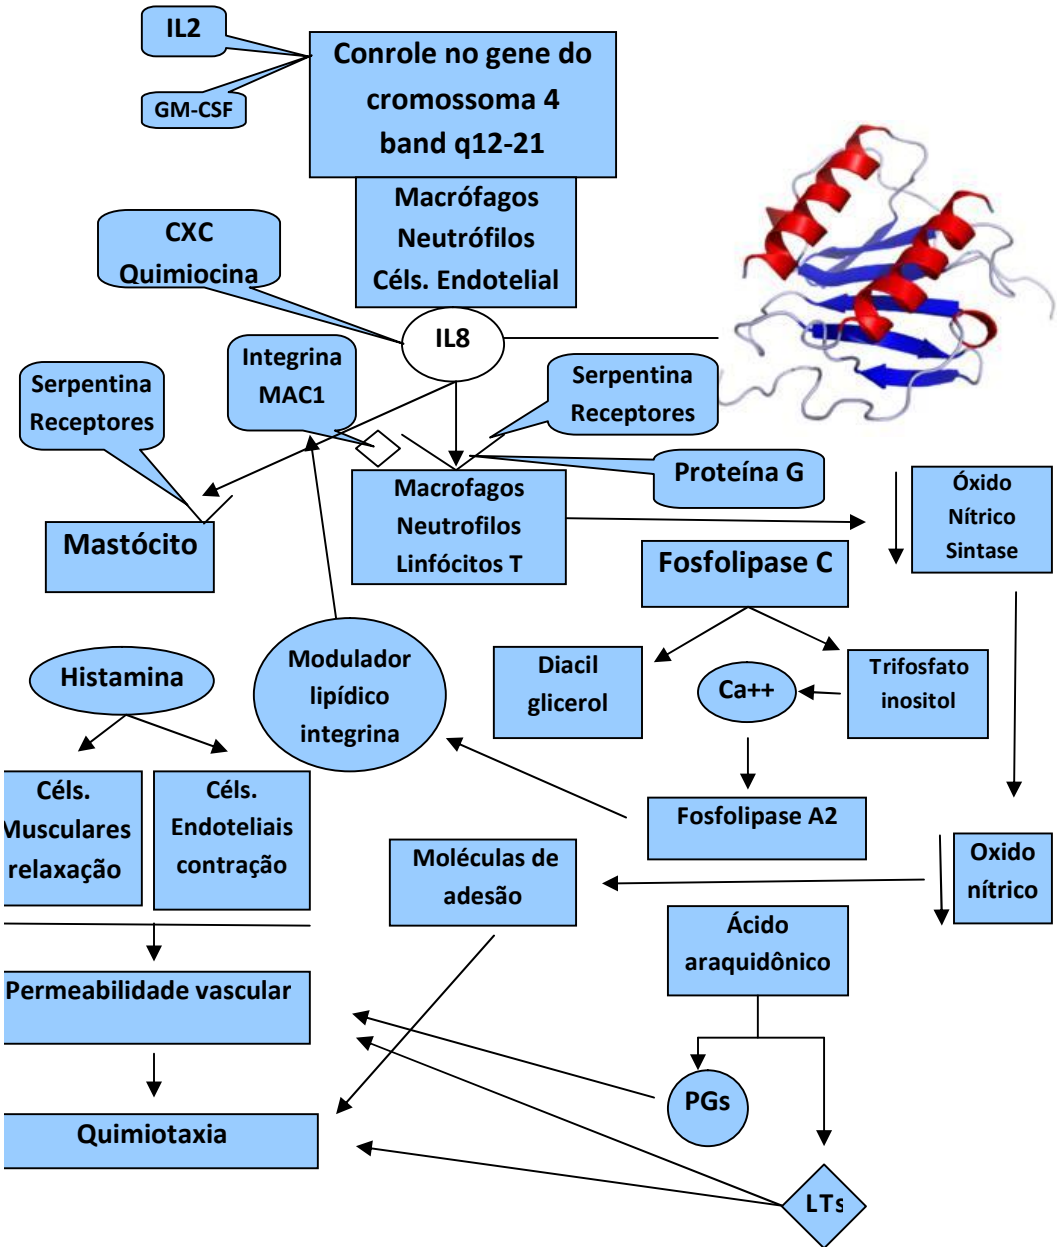 IL2
GM-CSF
Conrole no gene do
cromossoma 4
band q12-21
Macrófagos
Neutrófilos
Céls. Endotelial
CXC
Quimiocina
IL8
Integrina
MAC1
Serpentina
Receptores
Serpentina
Receptores
Proteína G
Mastócito
Macrofagos
Neutrofilos
Linfócitos T
Óxido
Nítrico
Sintase
Fosfolipase C
Diacil
glicerol
Ca++
Trifosfato
inositol
Histamina
Modulador
lipídico
integrina
Céls.
Musculares
relaxação
Céls.
Endoteliais
contração
Fosfolipase A2
Moléculas de
adesão
Oxido
nítrico
Ácido
araquidônico
Permeabilidade vascular
PGs
Quimiotaxia
LTs